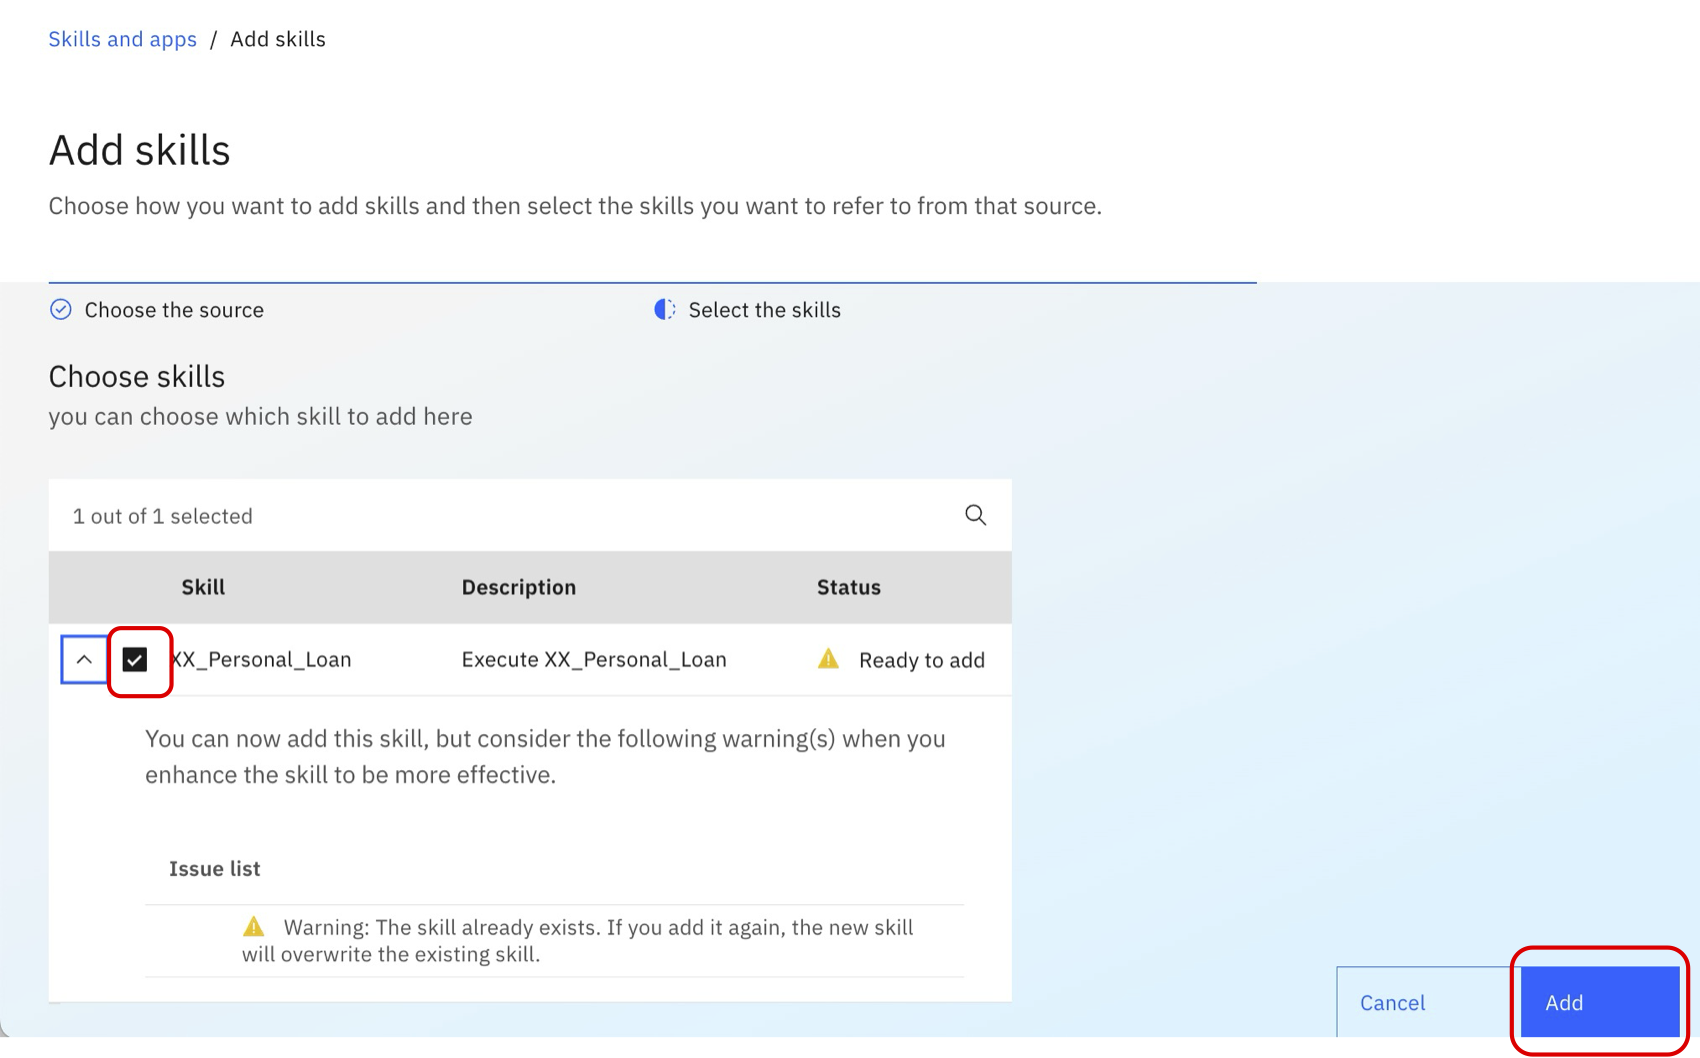 Skills and apps / Add skills
Add skills
Choose how you want to add skills and then select the skills you want to refer to from that source.
Choose the source
Select the skills
Choose skills
you can choose which skill to add here
1 out of 1 selected
Skill Description Status
XX_Personal_Loan Execute XX_Personal_Loan Ready to add
You can now add this skill, but consider the following warning(s) when you
enhance the skill to be more effective.
Issue list
Warning: The skill already exists. If you add it again, the new skill
will overwrite the existing skill.
Cancel
Add